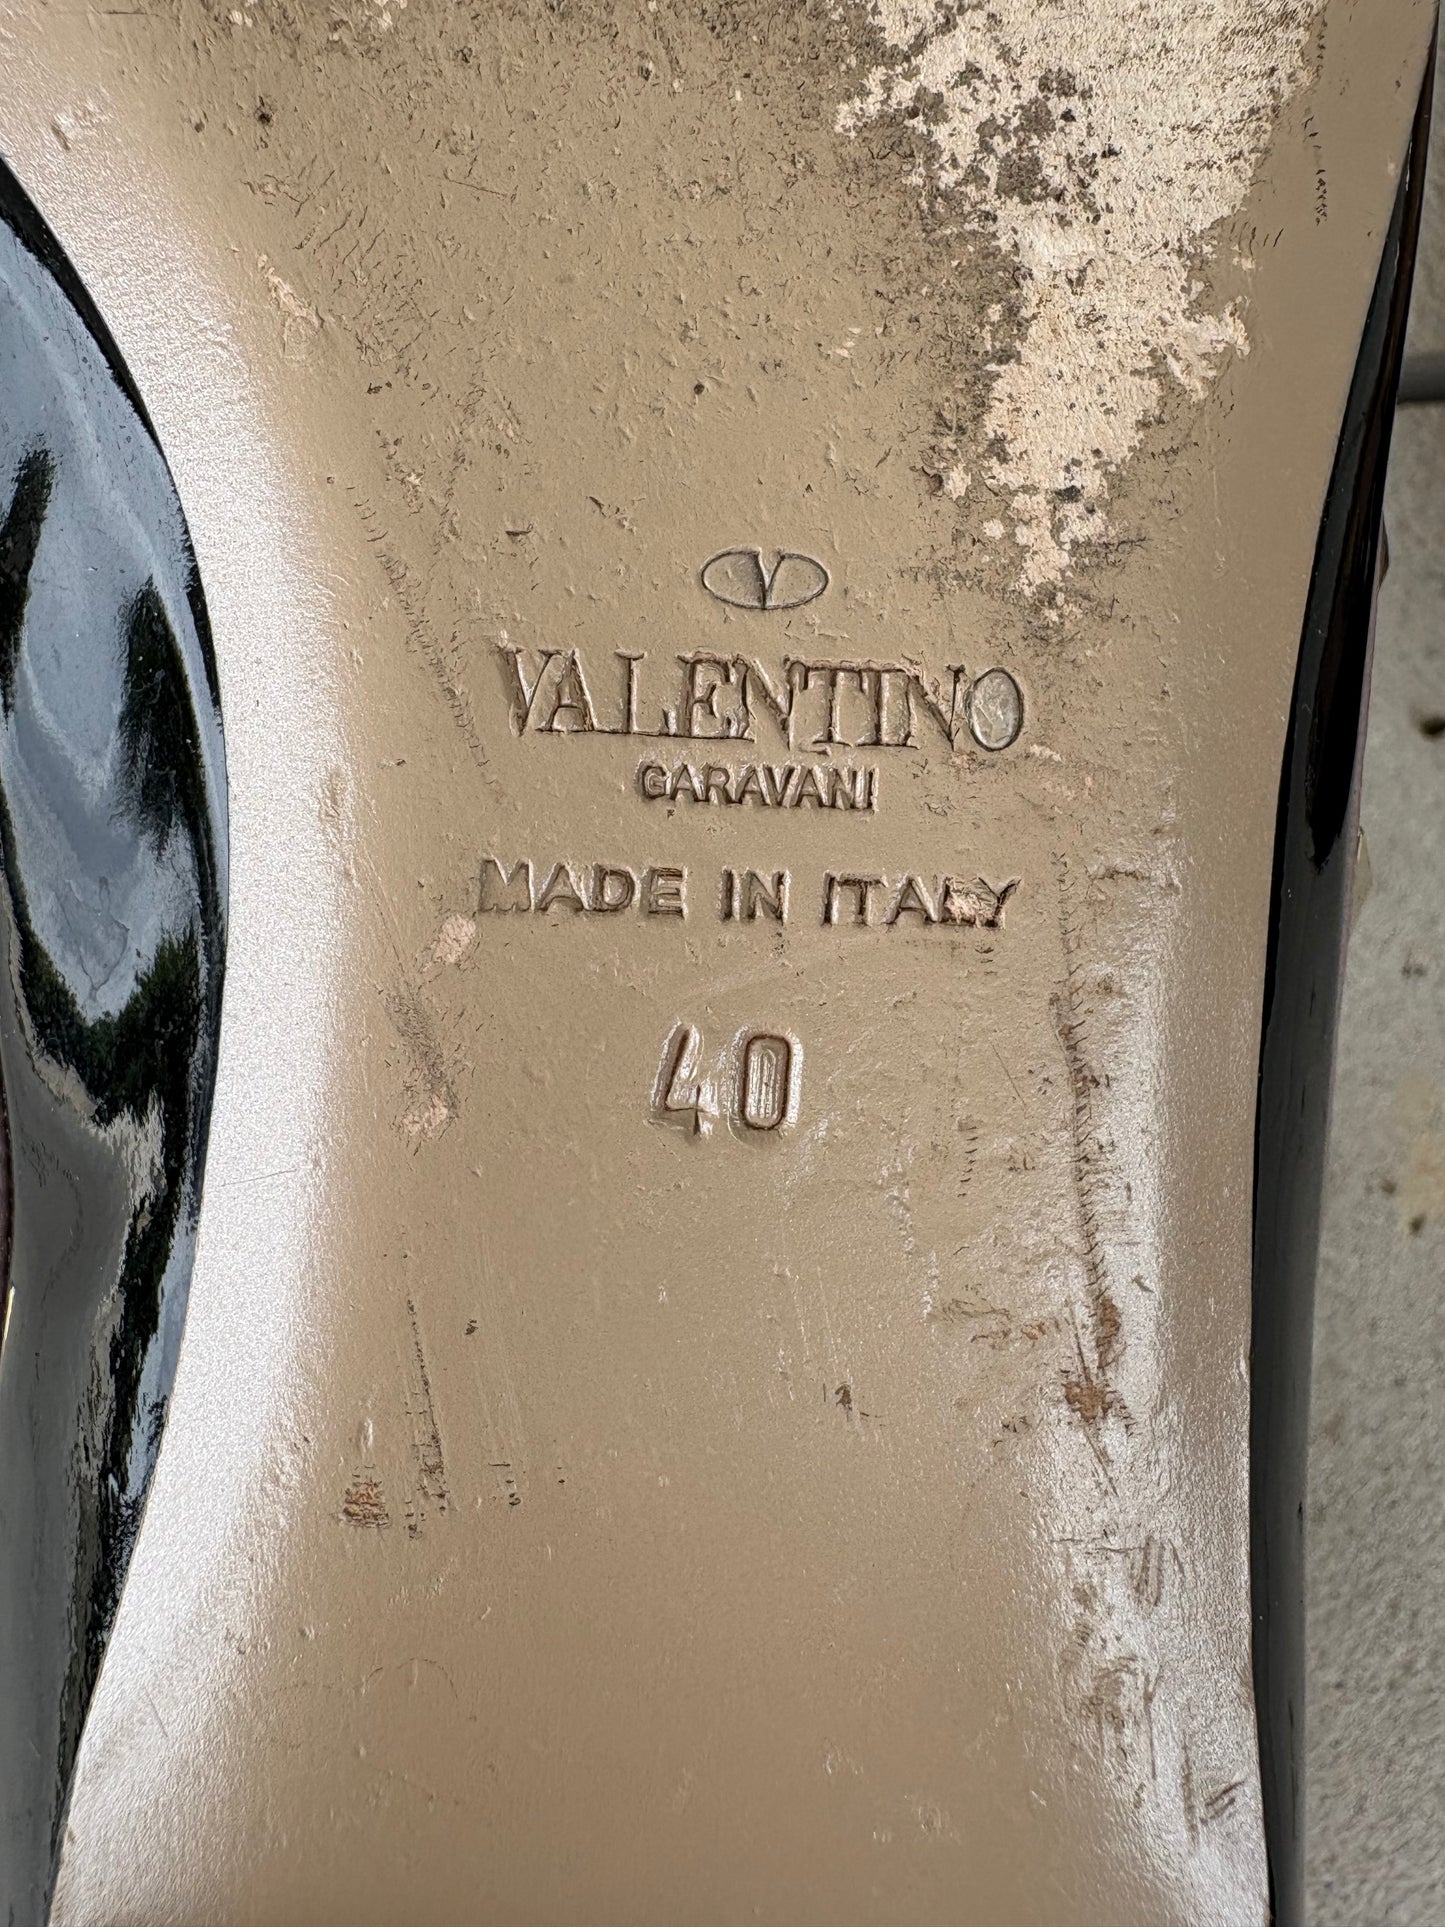 V
VALENTINO
GARAVANI
MADE IN ITALY
40